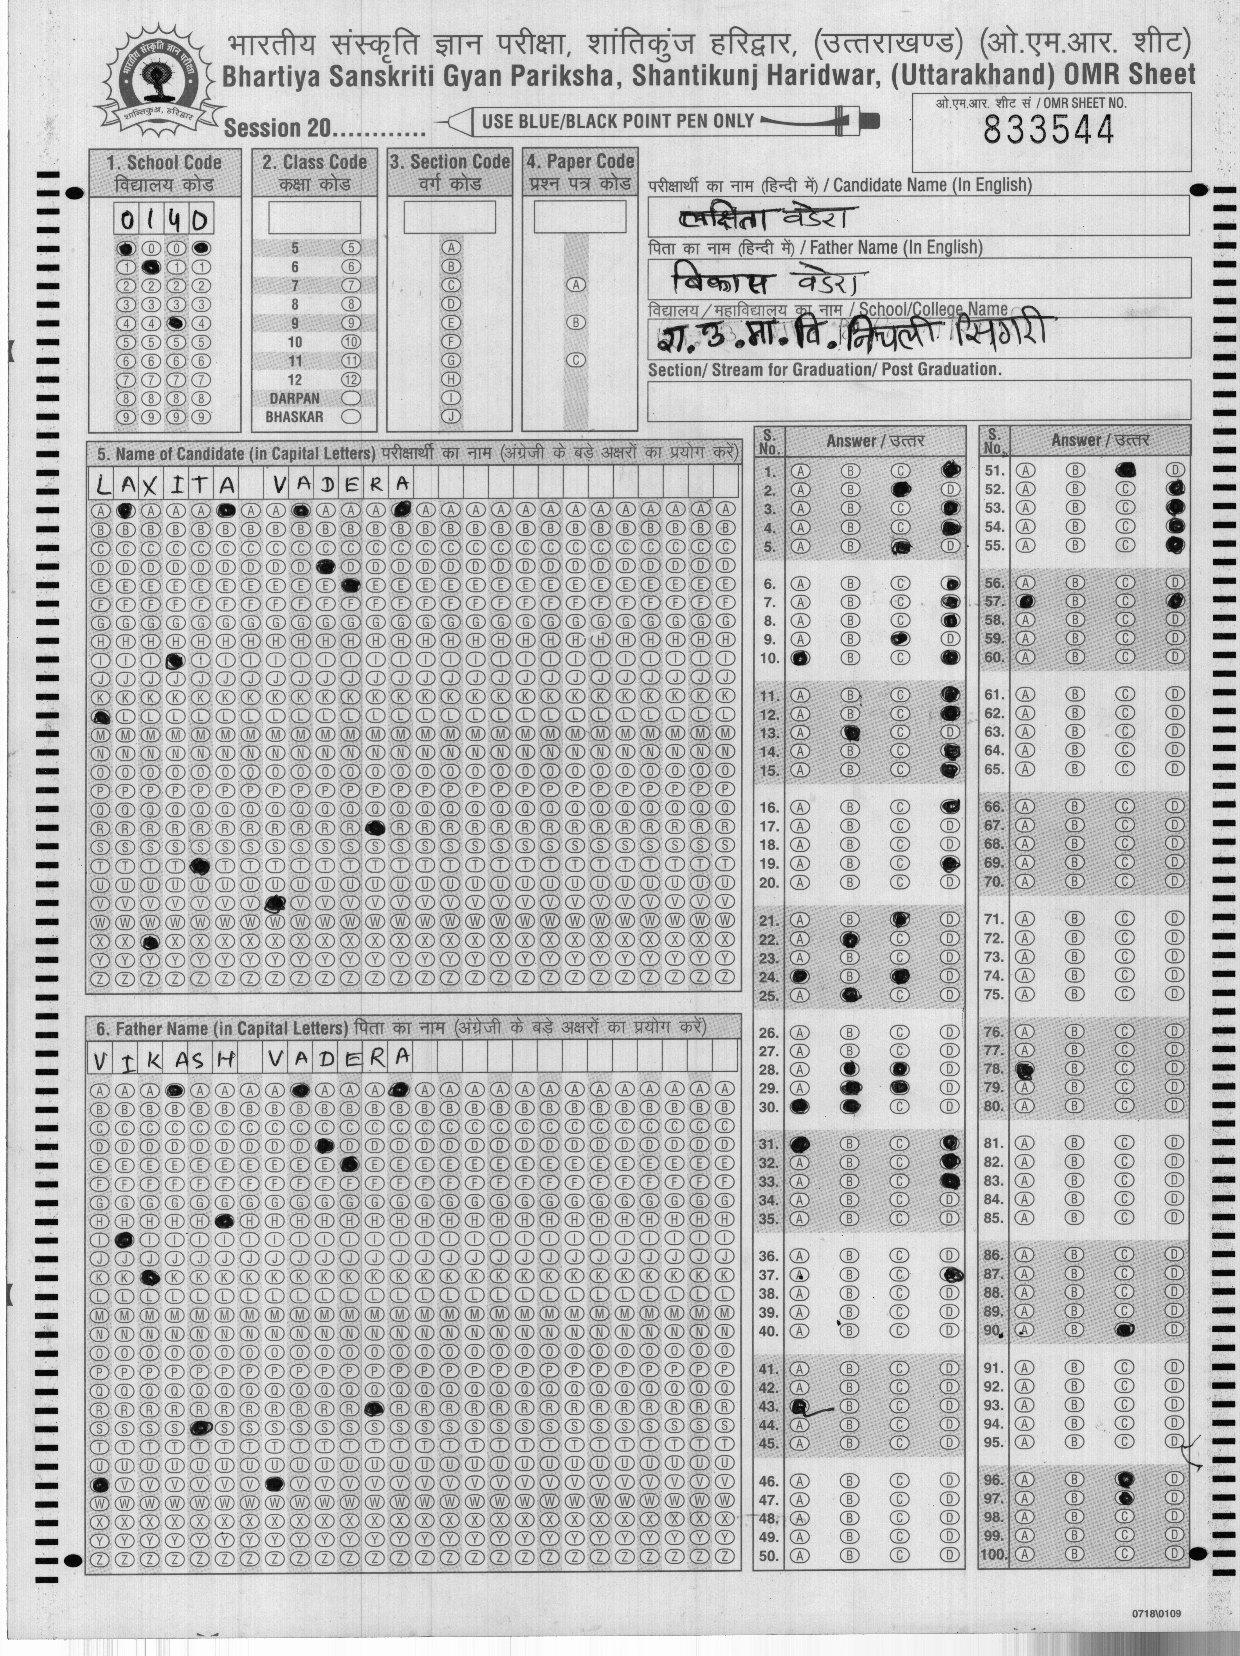 भारतीय संस्कृति ज्ञान परीक्षा, शांतिकुंज हरिद्वार, (उत्तराखण्ड) (ओ.एम.आर. शीट)
Bhartiya Sanskriti Gyan Pariksha, Shantikunj Haridwar, (Uttarakhand) OMR Sheet
Session 20............
USE BLUE/BLACK POINT PEN ONLY
ओ.एम.आर. शीट सं / OMR SHEET NO.
833544
1. School Code
विद्यालय कोड
0140
2. Class Code
कक्षा कोड
5
6
7
8
9
10
11
12
DARPAN
BHASKAR
3. Section Code
वर्ग कोड
A
B
C
D
E
F
G
H
I
J
4. Paper Code
प्रश्न पत्र कोड
A
B
C
परीक्षार्थी का नाम (हिन्दी में) / Candidate Name (In English)
लक्षिता वडेरा
पिता का नाम (हिन्दी में) / Father Name (In English)
विकास वडेरा
विद्यालय / महाविद्यालय का नाम / School/College Name
रा.उ.मा.वि. निचली सिगरी
Section/ Stream for Graduation/ Post Graduation.
5. Name of Candidate (in Capital Letters) परीक्षार्थी का नाम (अंग्रेजी के बड़े अक्षरों का प्रयोग करें)
LAXITA VADERA
6. Father Name (in Capital Letters) पिता का नाम (अंग्रेजी के बड़े अक्षरों का प्रयोग करें)
VIKASH VADERA
S. No. Answer / उत्तर
S. No. Answer / उत्तर
0718\0109